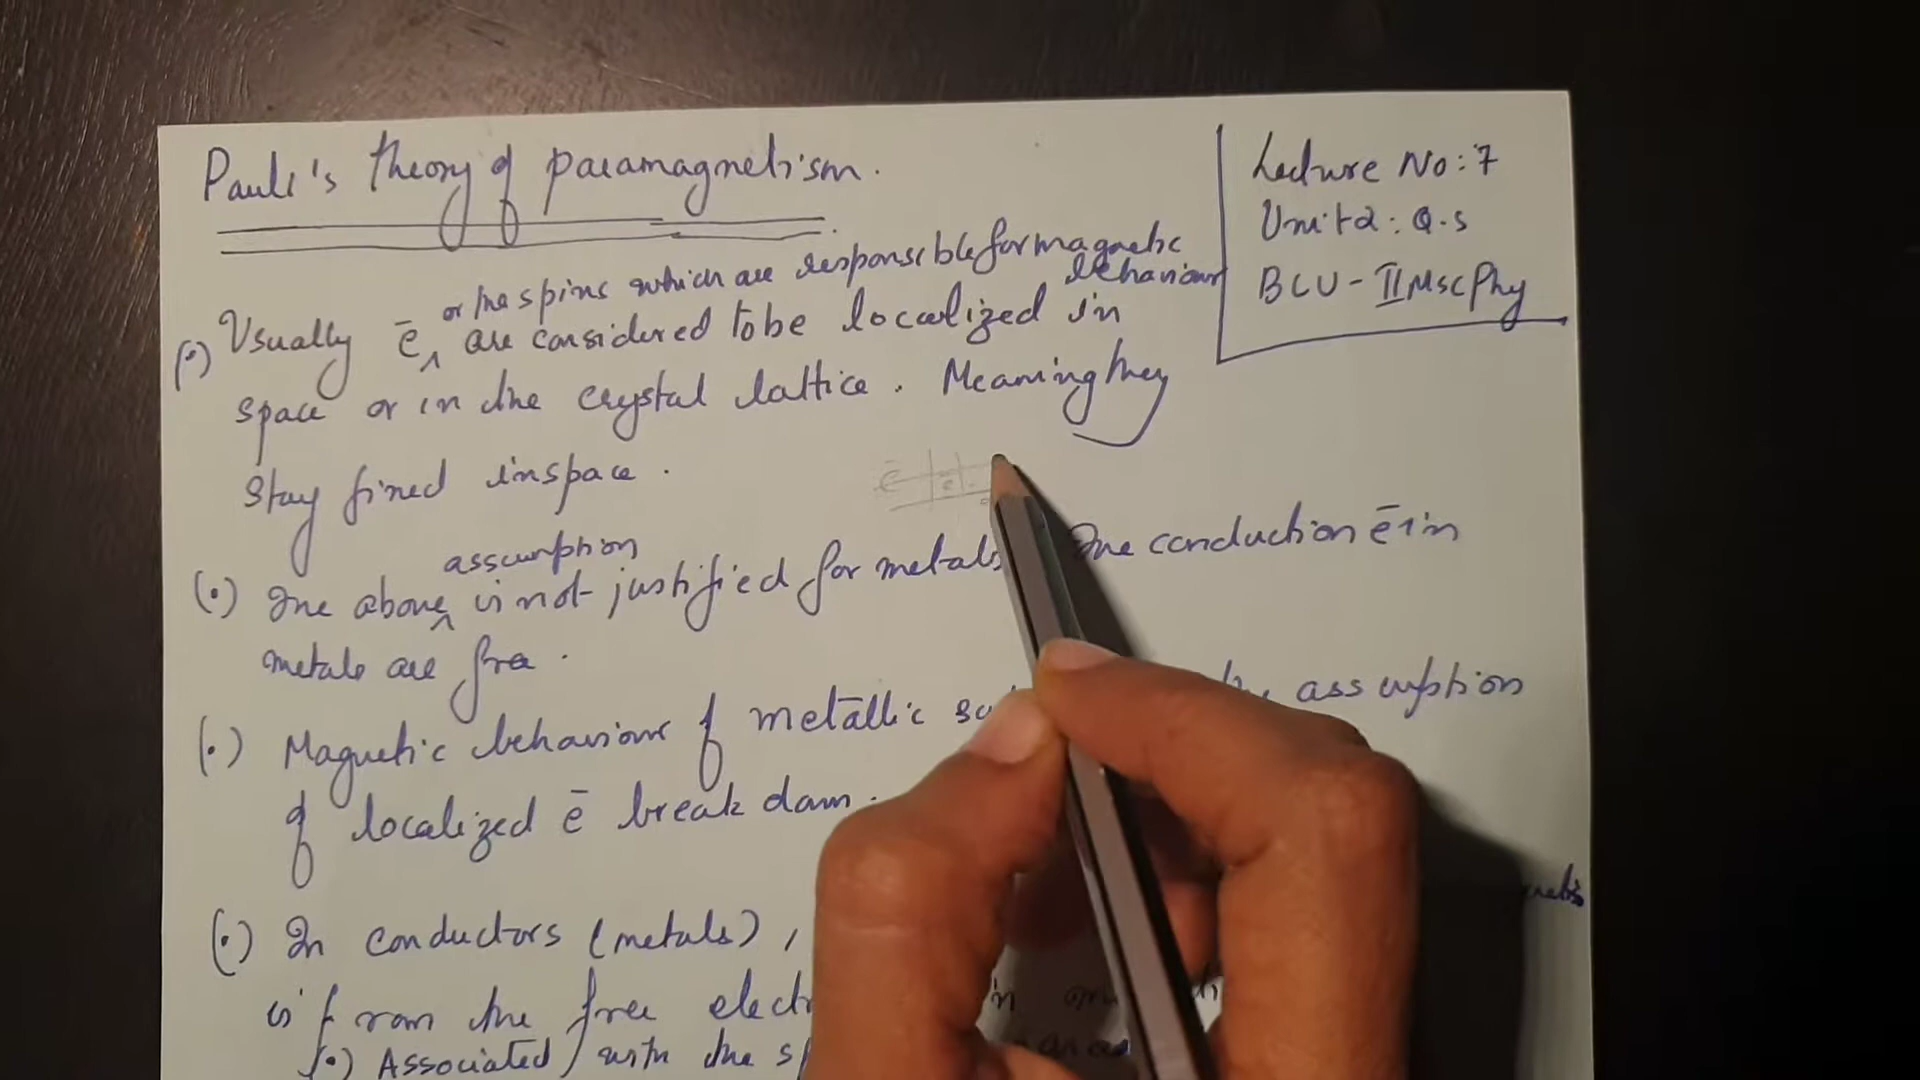 Pauli's theory of paramagnetism.
Lecture No: 7
Unit 2: Q.S
BCU - II MSc Phy
or the spins which are responsible for magnetic
behaviour
(•) Usually ē ^ are considered to be localized in
space or in the crystal lattice. Meaning they
stay fixed in space.
ē e
assumption
(•) The above ^ is not justified for metals The conduction ēs in
metals are free.
(•) Magnetic behaviour of metallic assumption
of localized ē break down.
(•) In conductors (metals),
is from the free
(•) Associated with the